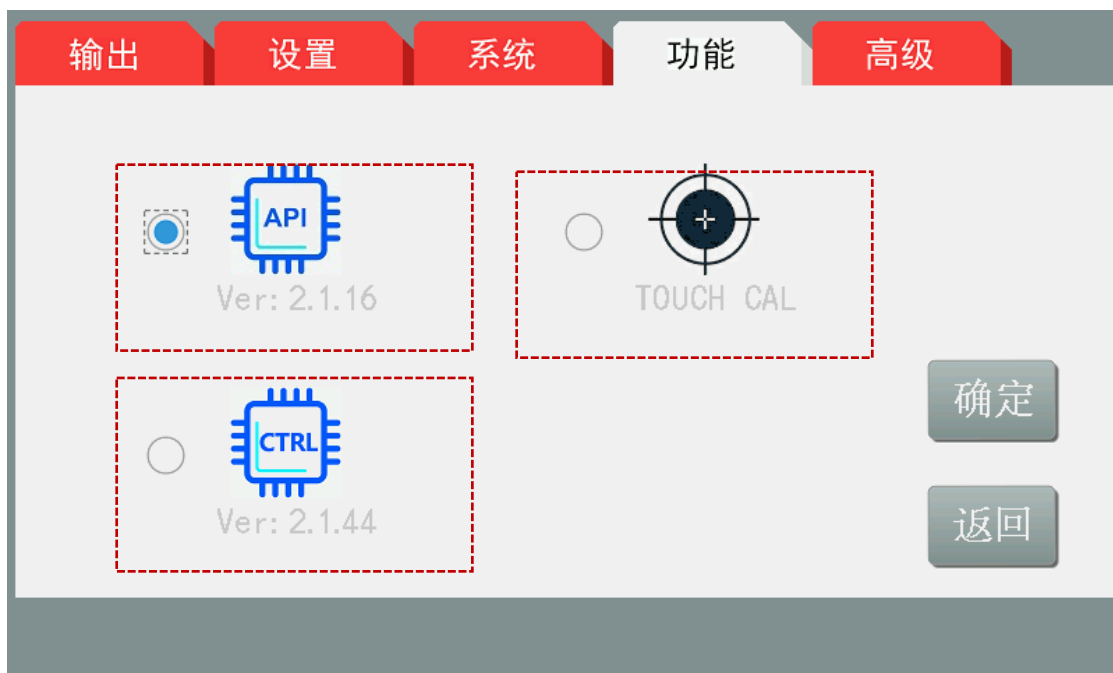 输出 设置 系统 功能 高级
API
Ver: 2.1.16
TOUCH CAL
CTRL
Ver: 2.1.44
确定
返回